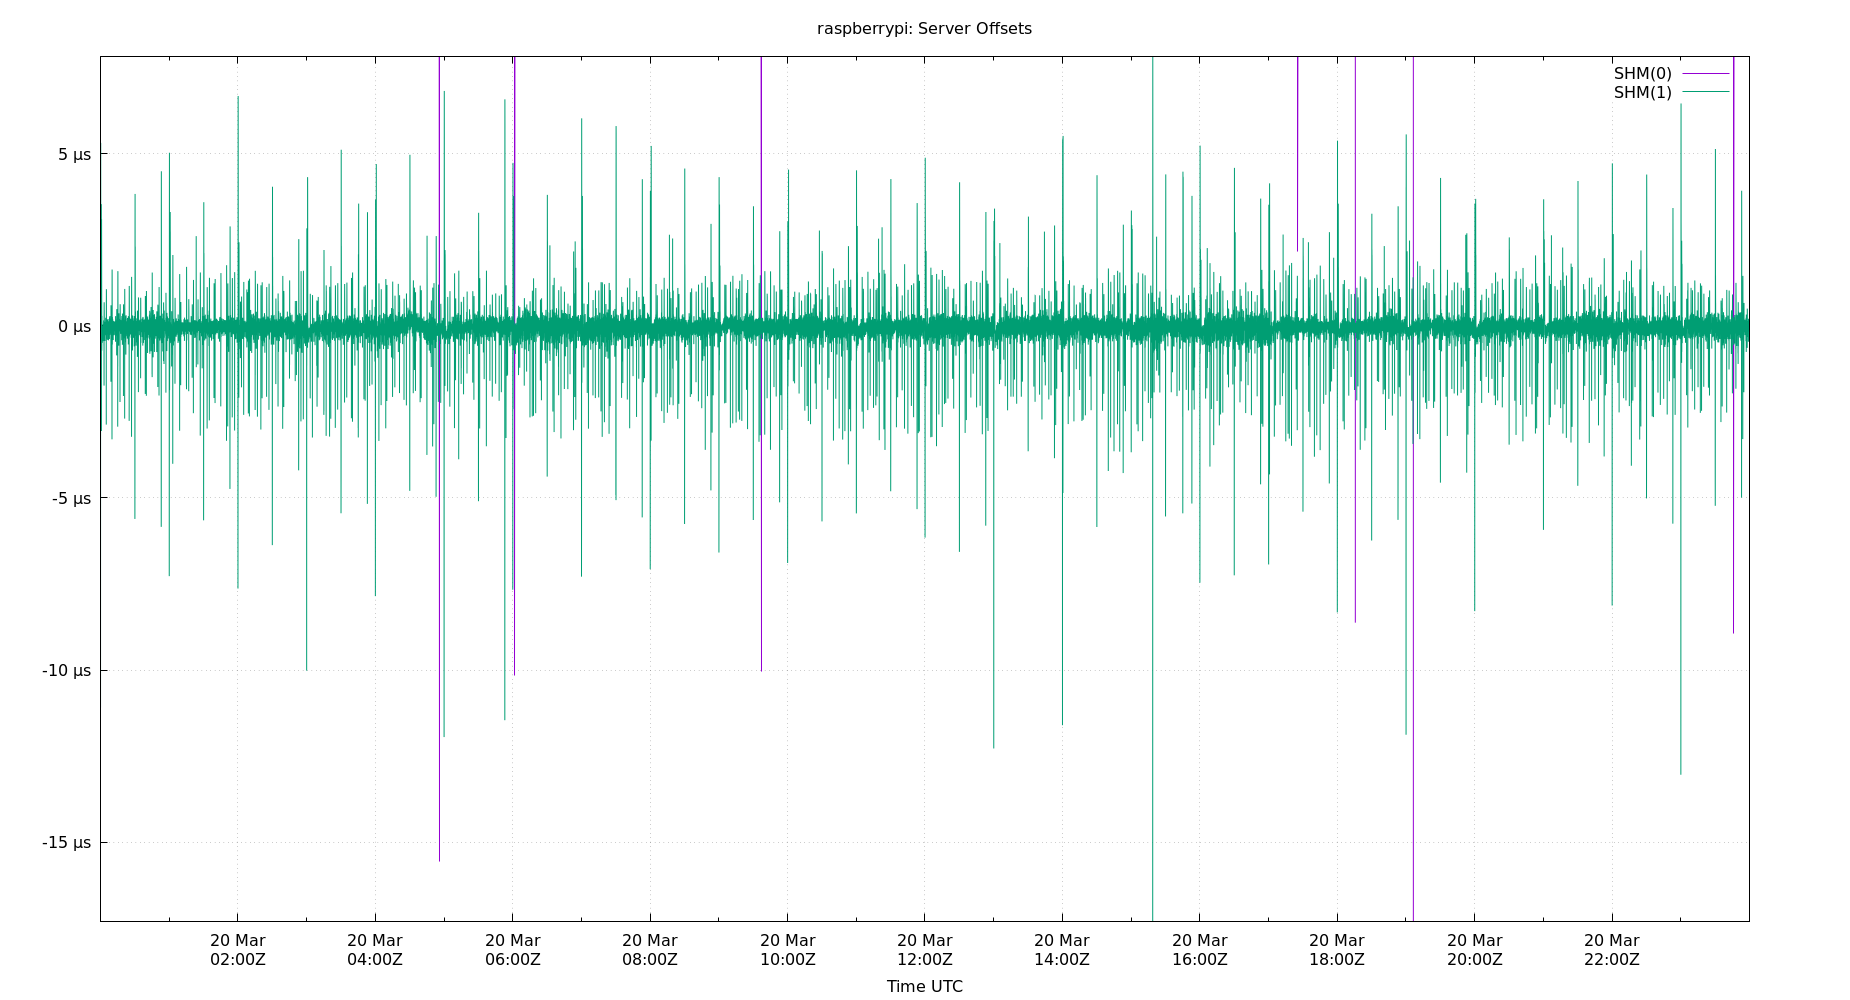 raspberrypi: Server Offsets
SHM(0)
SHM(1)
5 µs
0 µs
-5 µs
-10 µs
-15 µs
20 Mar 20 Mar 20 Mar 20 Mar 20 Mar 20 Mar 20 Mar 20 Mar 20 Mar 20 Mar 20 Mar
02:00Z 04:00Z 06:00Z 08:00Z 10:00Z 12:00Z 14:00Z 16:00Z 18:00Z 20:00Z 22:00Z
Time UTC